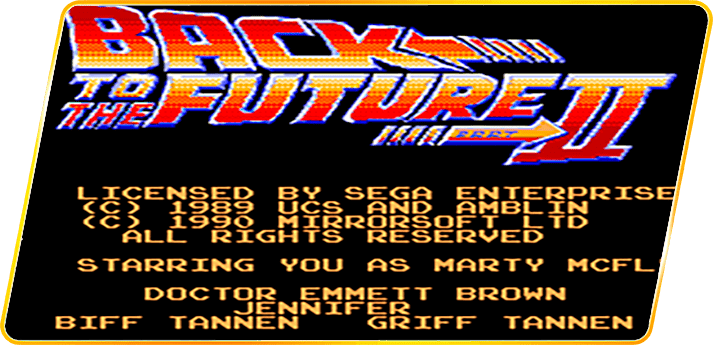 BACK
TO
THE FUTURE II
PART
LICENSED BY SEGA ENTERPRISE
(C) 1989 UCS AND AMBLIN
(C) 1990 MIRRORSOFT LTD
ALL RIGHTS RESERVED
STARRING YOU AS MARTY MCFL
DOCTOR EMMETT BROWN
JENNIFER
BIFF TANNEN GRIFF TANNEN